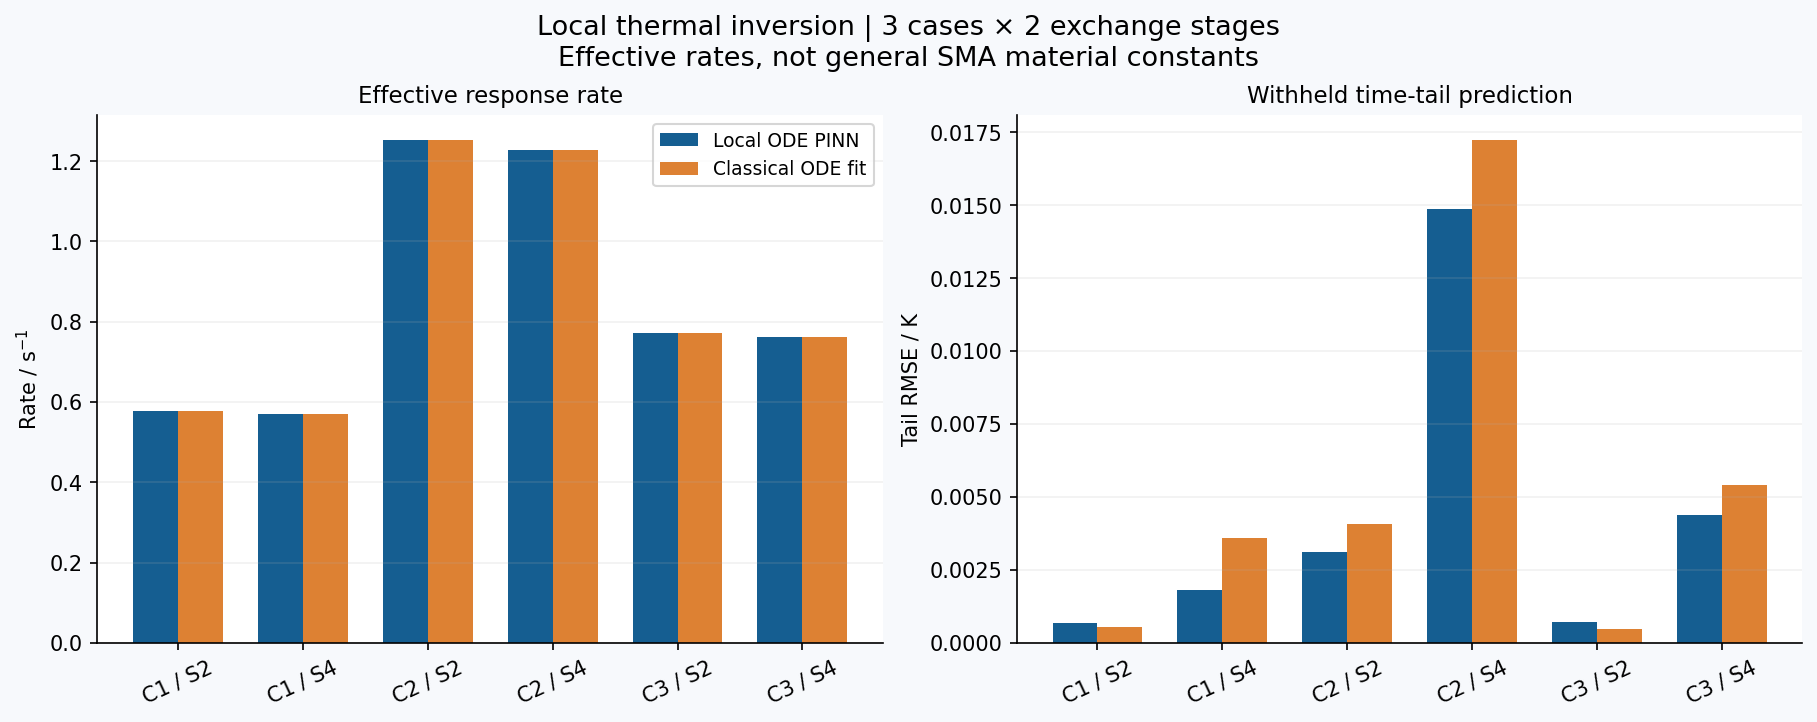 Local thermal inversion | 3 cases × 2 exchange stages
Effective rates, not general SMA material constants
Effective response rate
Rate / s⁻¹
1.2
1.0
0.8
0.6
0.4
0.2
0.0
Local ODE PINN
Classical ODE fit
C1 / S2
C1 / S4
C2 / S2
C2 / S4
C3 / S2
C3 / S4
Withheld time-tail prediction
Tail RMSE / K
0.0175
0.0150
0.0125
0.0100
0.0075
0.0050
0.0025
0.0000
C1 / S2
C1 / S4
C2 / S2
C2 / S4
C3 / S2
C3 / S4